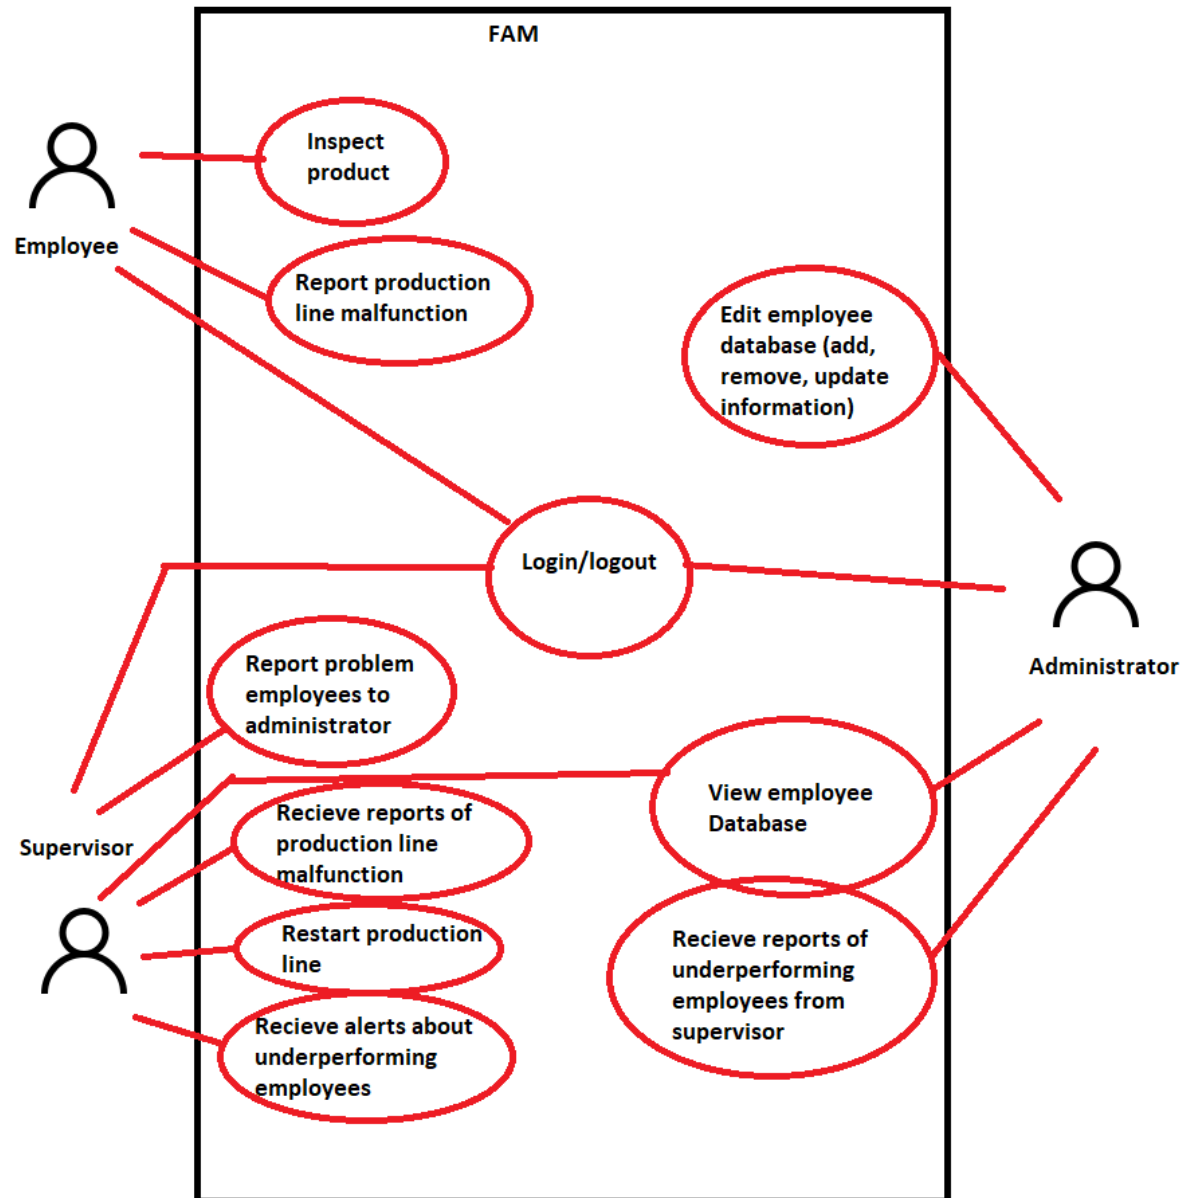 FAM
Inspect
product
Employee
Report production
line malfunction
Edit employee
database (add,
remove, update
information)
Login/logout
Report problem
employees to
administrator
Administrator
Supervisor
Recieve reports of
production line
malfunction
View employee
Database
Restart production
line
Recieve reports of
underperforming
employees from
supervisor
Recieve alerts about
underperforming
employees